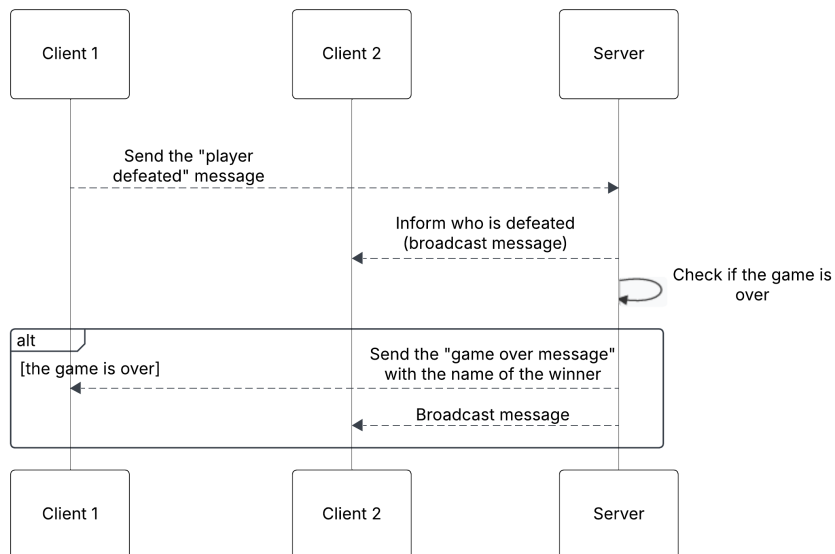 Client 1
Client 2
Server
Send the "player
defeated" message
Inform who is defeated
(broadcast message)
Check if the game is
over
alt
[the game is over]
Send the "game over message"
with the name of the winner
Broadcast message
Client 1
Client 2
Server